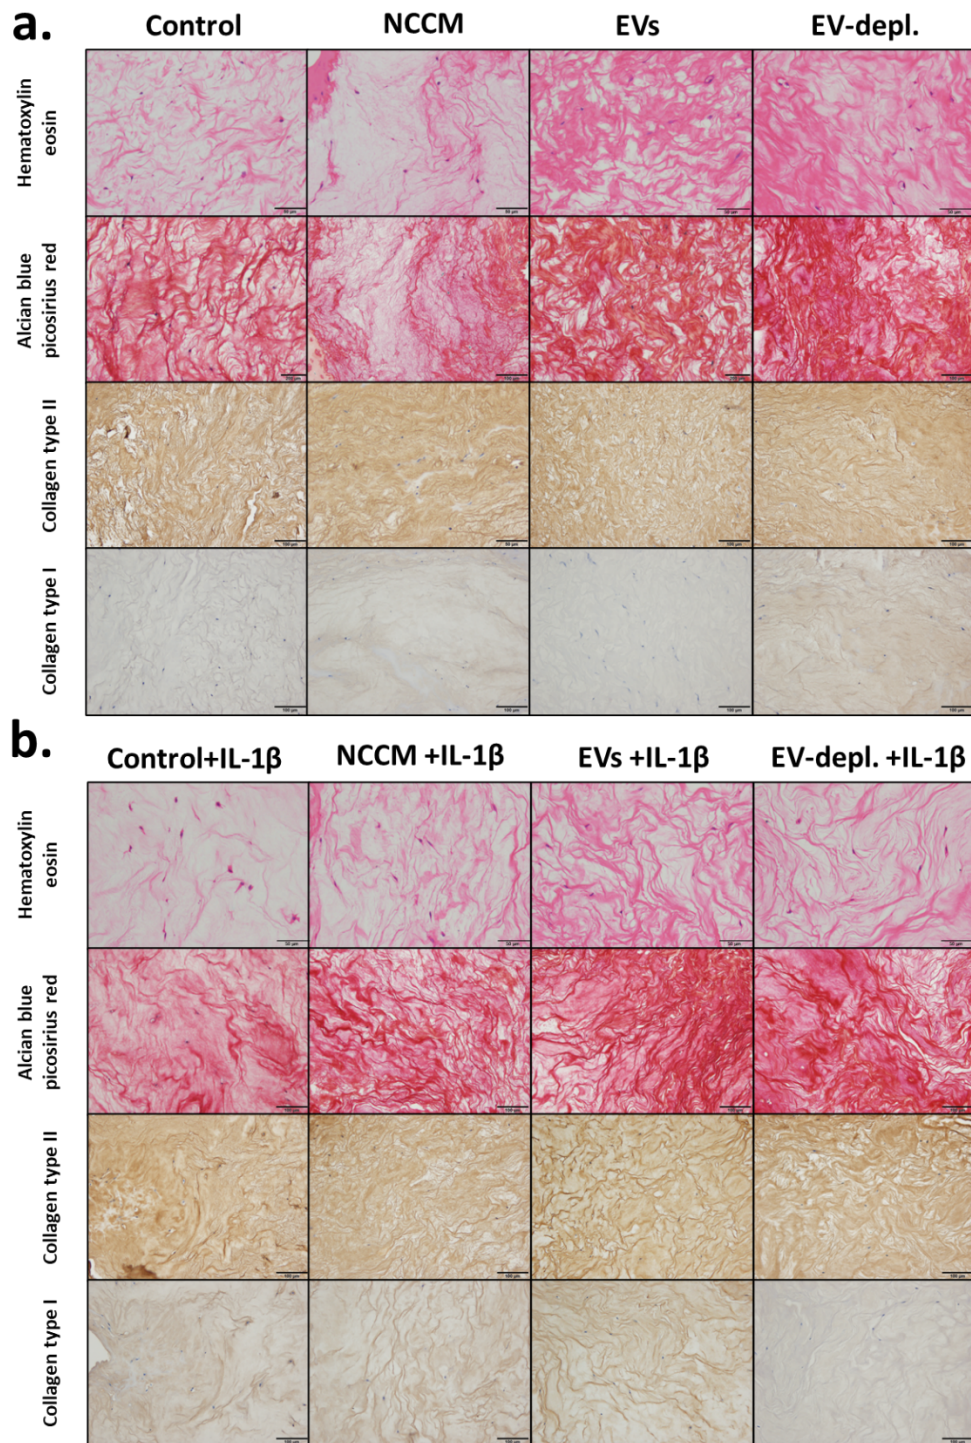 a.
Control NCCM EVs EV-depl.
Hematoxylin
eosin
Alcian blue
picosirius red
Collagen type II
Collagen type I
b.
Control+IL-1β NCCM +IL-1β EVs +IL-1β EV-depl. +IL-1β
Hematoxylin
eosin
Alcian blue
picosirius red
Collagen type II
Collagen type I